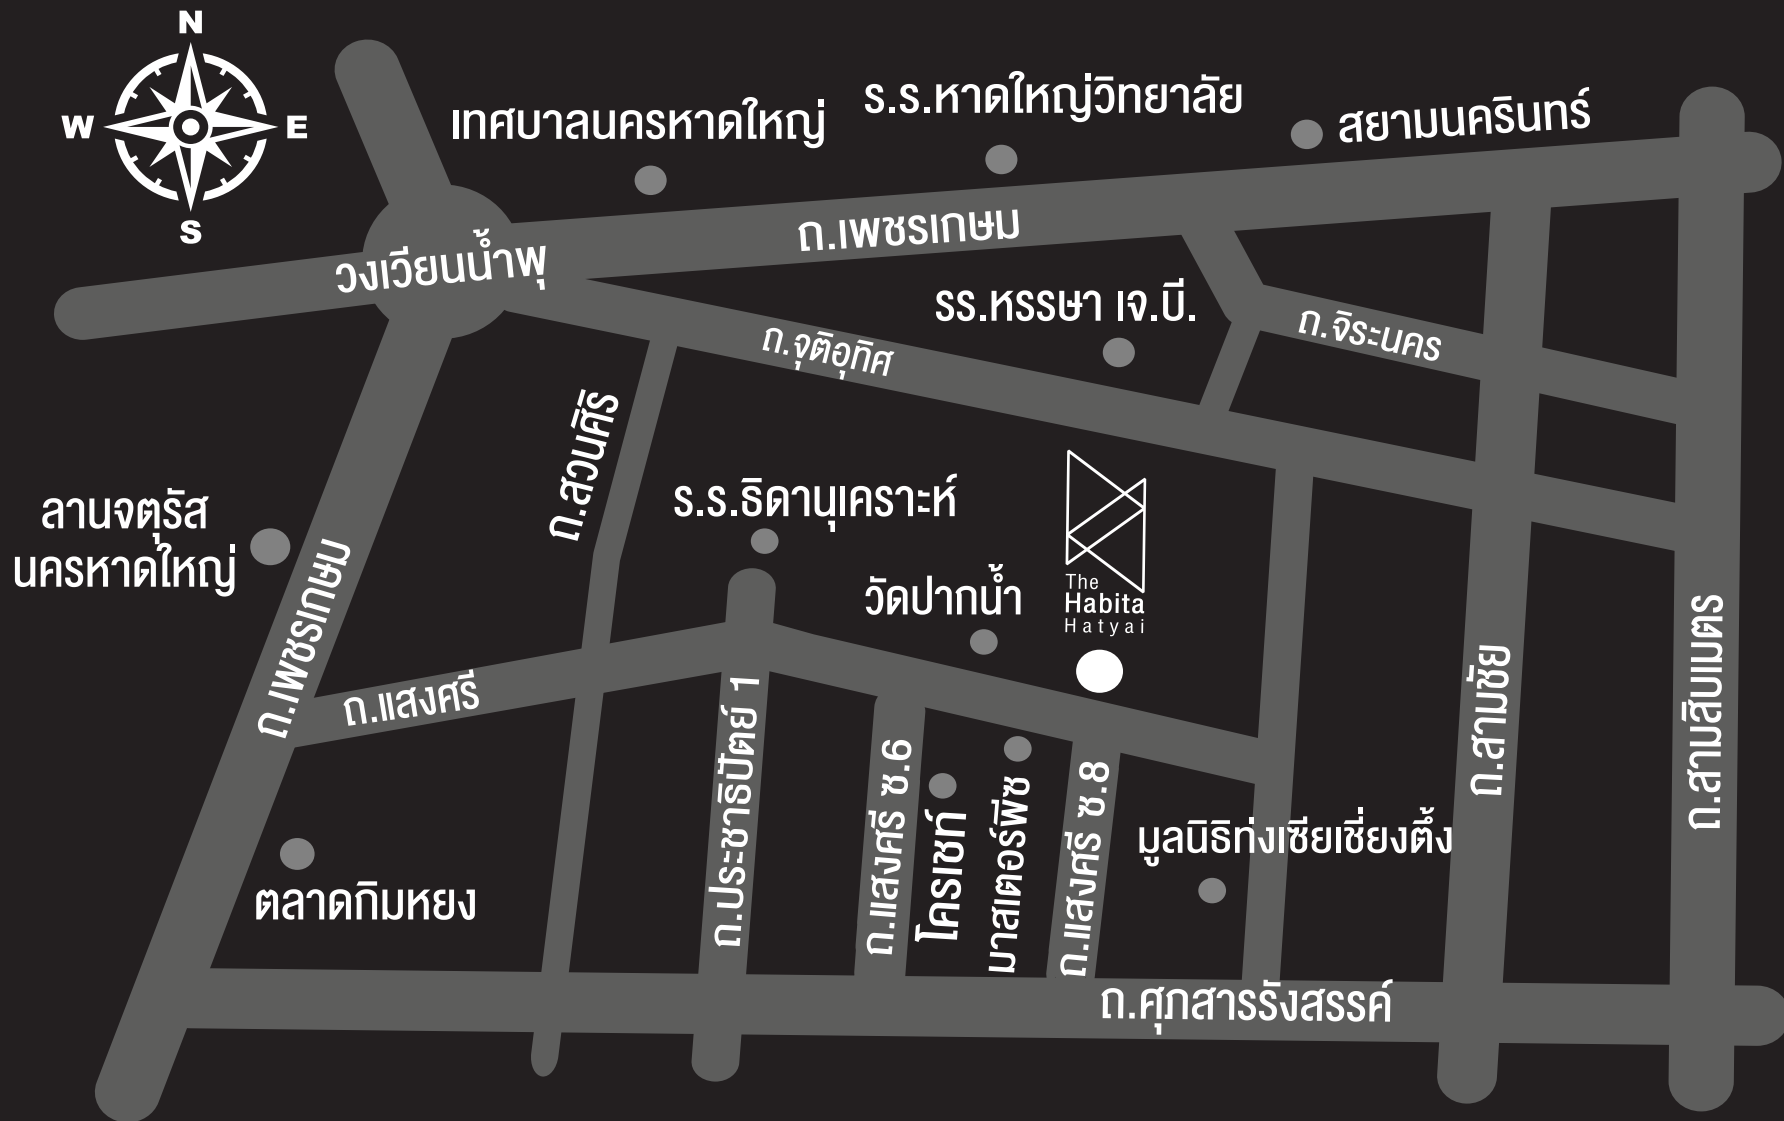 N
W
E
S
เทศบาลนครหาดใหญ่
ร.ร.หาดใหญ่วิทยาลัย
สยามนครินทร์
ถ.เพชรเกษม
วงเวียนน้ำพุ
รร.หรรษา เจ.บี.
ถ.จิระนคร
ถ.จุติอุทิศ
ถ.สวนศิริ
ร.ร.ธิดานุเคราะห์
ลานจตุรัส
นครหาดใหญ่
ถ.เพชรเกษม
วัดปากน้ำ
The
Habita
Hatyai
ถ.แสงศรี
ถ.ประชาธิปัตย์ 1
ถ.แสงศรี ซ.6
โครเชท์
มาสเตอร์พีซ
ถ.แสงศรี ซ.8
มูลนิธิท่งเซียเซี่ยงตึ้ง
ถ.สามชัย
ถ.สามสิบเมตร
ตลาดกิมหยง
ถ.ศุภสารรังสรรค์